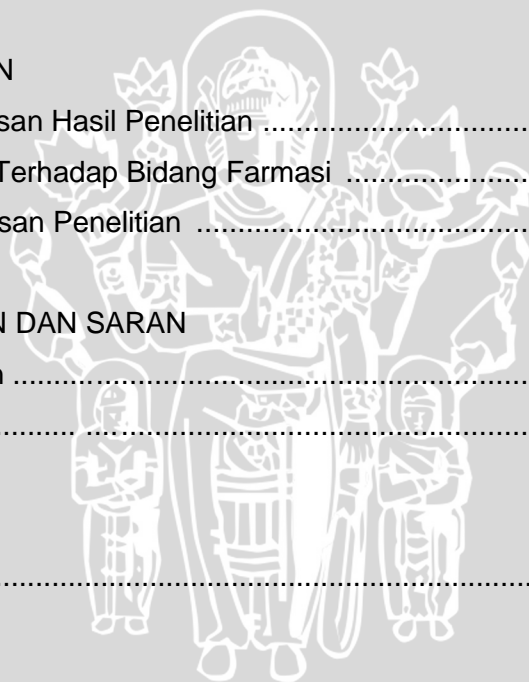 N
san Hasil Penelitian ....................................
Terhadap Bidang Farmasi .........................
san Penelitian .............................................
N DAN SARAN
n .......................................................................
............................................................................
............................................................................